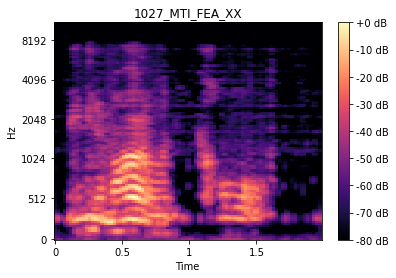 1027_MTI_FEA_XX
8192
4096
2048
1024
512
0
Hz
0
0.5
1
1.5
Time
+0 dB
-10 dB
-20 dB
-30 dB
-40 dB
-50 dB
-60 dB
-70 dB
-80 dB